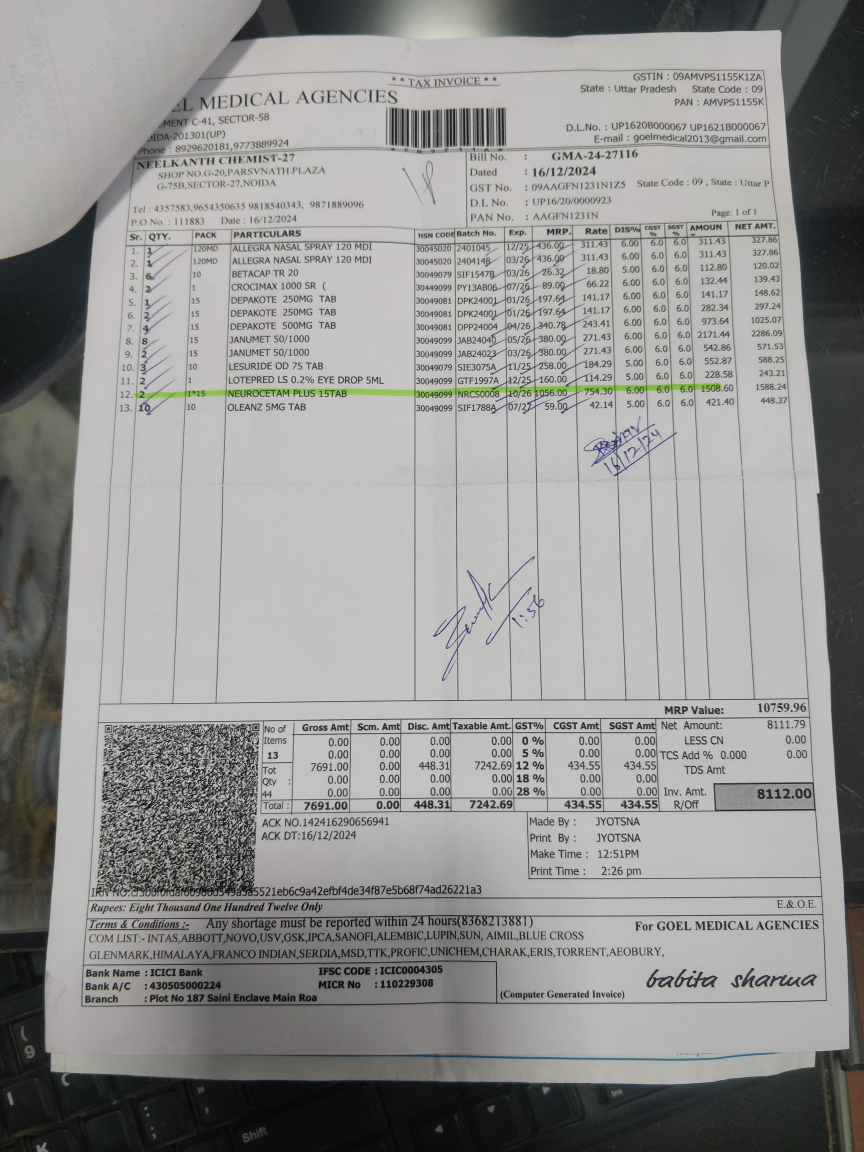 ** TAX INVOICE **
GSTIN : 09AMVPS1155K1ZA
State : Uttar Pradesh State Code : 09
PAN : AMVPS1155K
EL MEDICAL AGENCIES
EMENT C-41, SECTOR-58
OIDA-201301(UP)
Phone : 8929620181,9773889924
D.L.No. : UP1620B000067 UP1621B000067
E-mail : goelmedical2013@gmail.com
NEELKANTH CHEMIST-27
SHOP NO.G-20,PARSVNATH PLAZA
G-75B,SECTOR-27,NOIDA
Tel : 4357583,9654350635 9818540343, 9871889096
P.O No. : 111883 Date : 16/12/2024
Bill No. : GMA-24-27116
Dated : 16/12/2024
GST No. : 09AAGFN1231N1Z5 State Code : 09 , State : Uttar P
D.L No. : UP16/20/0000923
PAN No. : AAGFN1231N
Page: 1 of 1
Sr. QTY. PACK PARTICULARS HSN CODE Batch No. Exp. MRP. Rate DIS% CGST % SGST % AMOUN NET AMT.
1. 1 120MD ALLEGRA NASAL SPRAY 120 MDI 30045020 2401045 12/25 436.00 311.43 6.00 6.0 6.0 311.43 327.86
2. 1 120MD ALLEGRA NASAL SPRAY 120 MDI 30045020 2404148 03/26 436.00 311.43 6.00 6.0 6.0 311.43 327.86
3. 6 10 BETACAP TR 20 30049079 SIF1547B 03/26 26.32 18.80 5.00 6.0 6.0 112.80 120.02
4. 2 1 CROCIMAX 1000 SR ( 30449099 PY13AB06 07/26 89.00 66.22 6.00 6.0 6.0 132.44 139.43
5. 1 15 DEPAKOTE 250MG TAB 30049081 DPK24001 01/26 197.64 141.17 6.00 6.0 6.0 141.17 148.62
6. 2 15 DEPAKOTE 250MG TAB 30049081 DPK24001 01/26 197.64 141.17 6.00 6.0 6.0 282.34 297.24
7. 4 15 DEPAKOTE 500MG TAB 30049081 DPP24004 04/26 340.78 243.41 6.00 6.0 6.0 973.64 1025.07
8. 8 15 JANUMET 50/1000 30049099 JAB24040 05/26 380.00 271.43 6.00 6.0 6.0 2171.44 2286.09
9. 2 15 JANUMET 50/1000 30049099 JAB24023 03/26 380.00 271.43 6.00 6.0 6.0 542.86 571.53
10. 3 10 LESURIDE OD 75 TAB 30049079 SIE3075A 11/25 258.00 184.29 5.00 6.0 6.0 552.87 588.25
11. 2 1 LOTEPRED LS 0.2% EYE DROP 5ML 30049099 GTF1997A 12/25 160.00 114.29 5.00 6.0 6.0 228.58 243.21
12. 2 1*15 NEUROCETAM PLUS 15TAB 30049099 NRCS0008 10/26 1056.00 754.30 6.00 6.0 6.0 1508.60 1588.24
13. 10 10 OLEANZ 5MG TAB 30049099 SIF1788A 07/27 59.00 42.14 5.00 6.0 6.0 421.40 448.37
16/12/24
1:56
MRP Value: 10759.96
No of Items 13 Tot Qty : 44
Gross Amt Scm. Amt Disc. Amt Taxable Amt. GST% CGST Amt SGST Amt
0.00 0.00 0.00 0.00 0 % 0.00 0.00
0.00 0.00 0.00 0.00 5 % 0.00 0.00
7691.00 0.00 448.31 7242.69 12 % 434.55 434.55
0.00 0.00 0.00 0.00 18 % 0.00 0.00
0.00 0.00 0.00 0.00 28 % 0.00 0.00
Total : 7691.00 0.00 448.31 7242.69 434.55 434.55
Net Amount: 8111.79
LESS CN 0.00
TCS Add % 0.000 0.00
TDS Amt
Inv. Amt. 8112.00
R/Off
ACK NO.142416290656941
ACK DT:16/12/2024
Made By : JYOTSNA
Print By : JYOTSNA
Make Time : 12:51PM
Print Time : 2:26 pm
Rupees: Eight Thousand One Hundred Twelve Only
E.&.O.E.
Terms & Conditions :- Any shortage must be reported within 24 hours(8368213881)
For GOEL MEDICAL AGENCIES
COM LIST:- INTAS,ABBOTT,NOVO,USV,GSK,IPCA,SANOFI,ALEMBIC,LUPIN,SUN, AIMIL,BLUE CROSS
GLENMARK,HIMALAYA,FRANCO INDIAN,SERDIA,MSD,TTK,PROFIC,UNICHEM,CHARAK,ERIS,TORRENT,AEOBURY,
Bank Name : ICICI Bank IFSC CODE : ICIC0004305
Bank A/C : 430505000224 MICR No : 110229308
Branch : Plot No 187 Saini Enclave Main Roa
(Computer Generated Invoice)
babita sharma
Shift